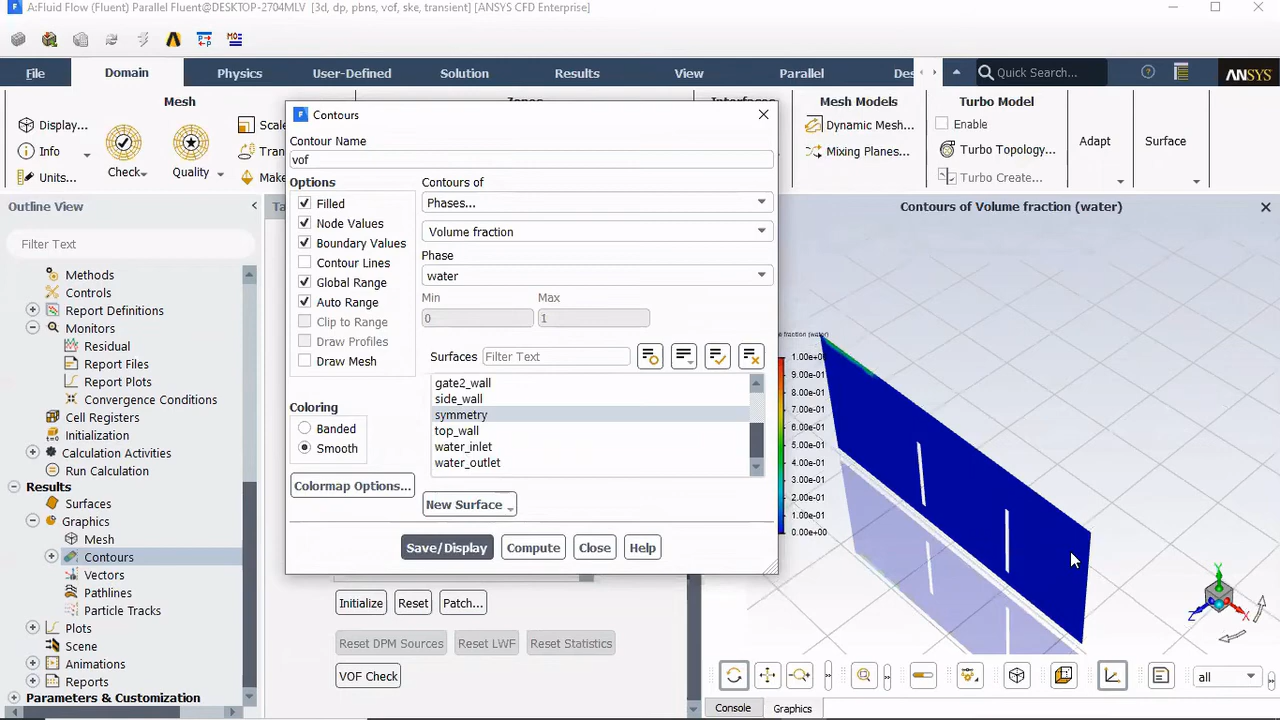 A:Fluid Flow (Fluent) Parallel Fluent@DESKTOP-2704MLV [3d, dp, pbns, vof, ske, transient] [ANSYS CFD Enterprise]
File Domain Physics User-Defined Solution Results View Parallel Des Quick Search... ANSYS
Mesh Zones Interfaces Mesh Models Turbo Model
Display... Scale Dynamic Mesh... Enable
Info Check Quality Tran Mixing Planes... Turbo Topology... Adapt Surface
Units... Make Turbo Create...
Outline View
Filter Text
Methods
Controls
Report Definitions
Monitors
Residual
Report Files
Report Plots
Convergence Conditions
Cell Registers
Initialization
Calculation Activities
Run Calculation
Results
Surfaces
Graphics
Mesh
Contours
Vectors
Pathlines
Particle Tracks
Plots
Scene
Animations
Reports
Parameters & Customization
Ta
Contours
Contour Name
vof
Options
Filled
Node Values
Boundary Values
Contour Lines
Global Range
Auto Range
Clip to Range
Draw Profiles
Draw Mesh
Coloring
Banded
Smooth
Colormap Options...
Contours of
Phases...
Volume fraction
Phase
water
Min Max
0 1
Surfaces Filter Text
gate2_wall
side_wall
symmetry
top_wall
water_inlet
water_outlet
New Surface
Save/Display Compute Close Help
Initialize Reset Patch...
Reset DPM Sources Reset LWF Reset Statistics
VOF Check
Contours of Volume fraction (water)
fraction (water)
1.00e+00
9.00e-01
8.00e-01
7.00e-01
6.00e-01
5.00e-01
4.00e-01
3.00e-01
2.00e-01
1.00e-01
0.00e+00
Y
Z X
all
Console Graphics